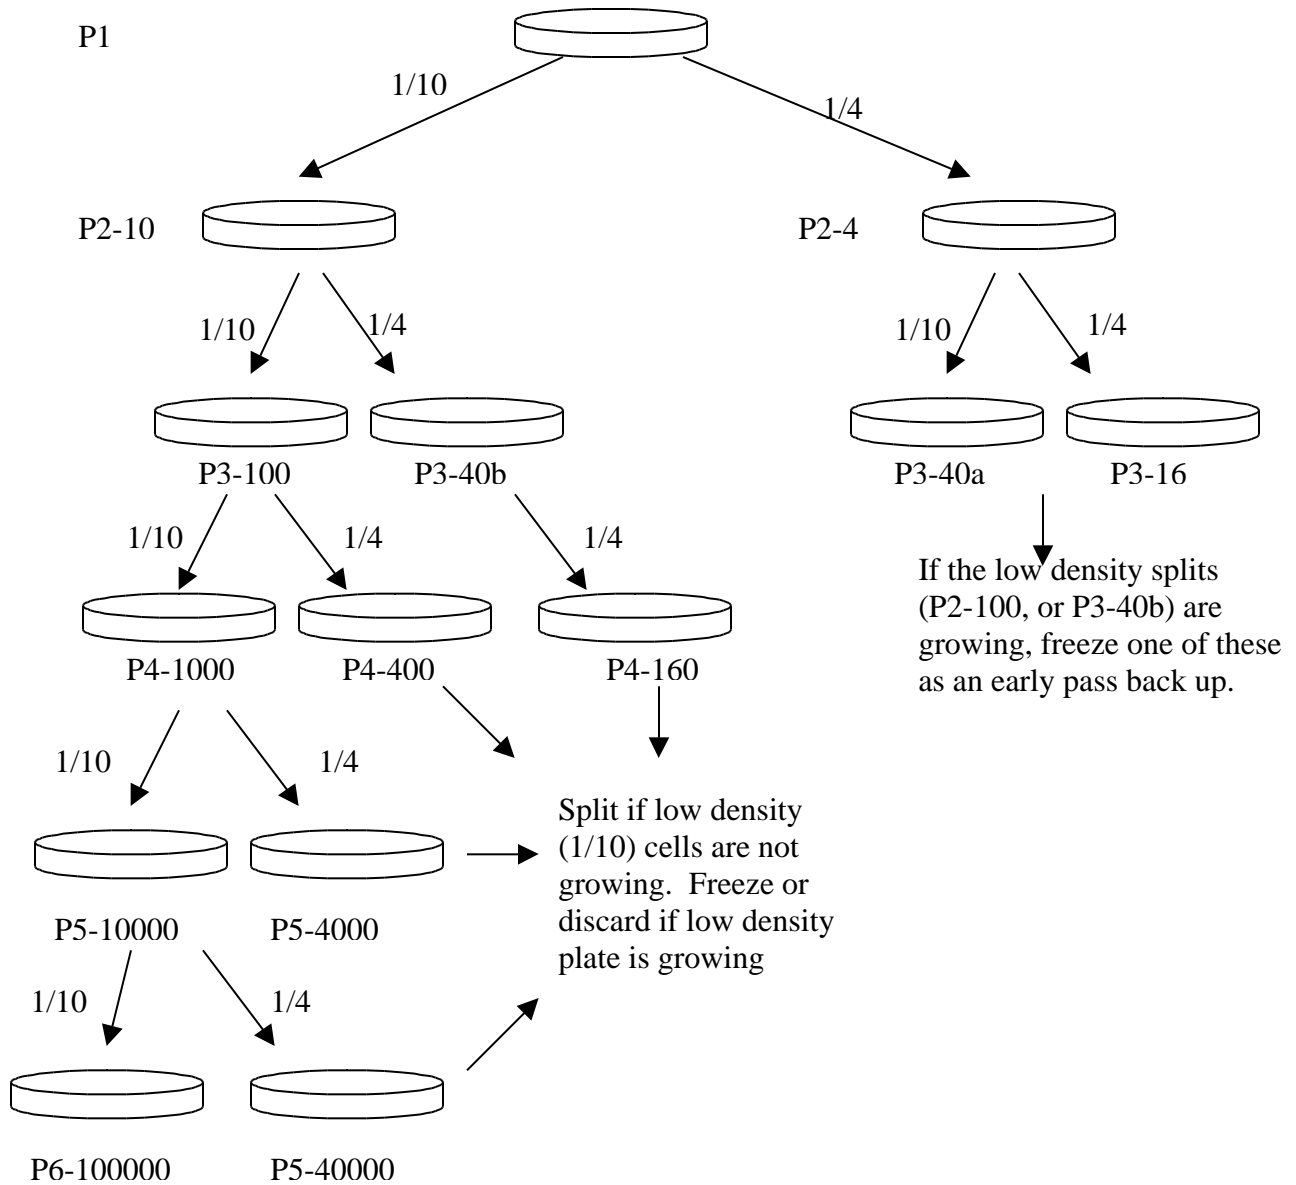 P1
1/10
1/4
P2-10
P2-4
1/10
1/4
1/10
1/4
P3-100
P3-40b
P3-40a
P3-16
1/10
1/4
1/4
If the low density splits
(P2-100, or P3-40b) are
growing, freeze one of these
as an early pass back up.
P4-1000
P4-400
P4-160
1/10
1/4
Split if low density
(1/10) cells are not
growing.  Freeze or
discard if low density
plate is growing
P5-10000
P5-4000
1/10
1/4
P6-100000
P5-40000